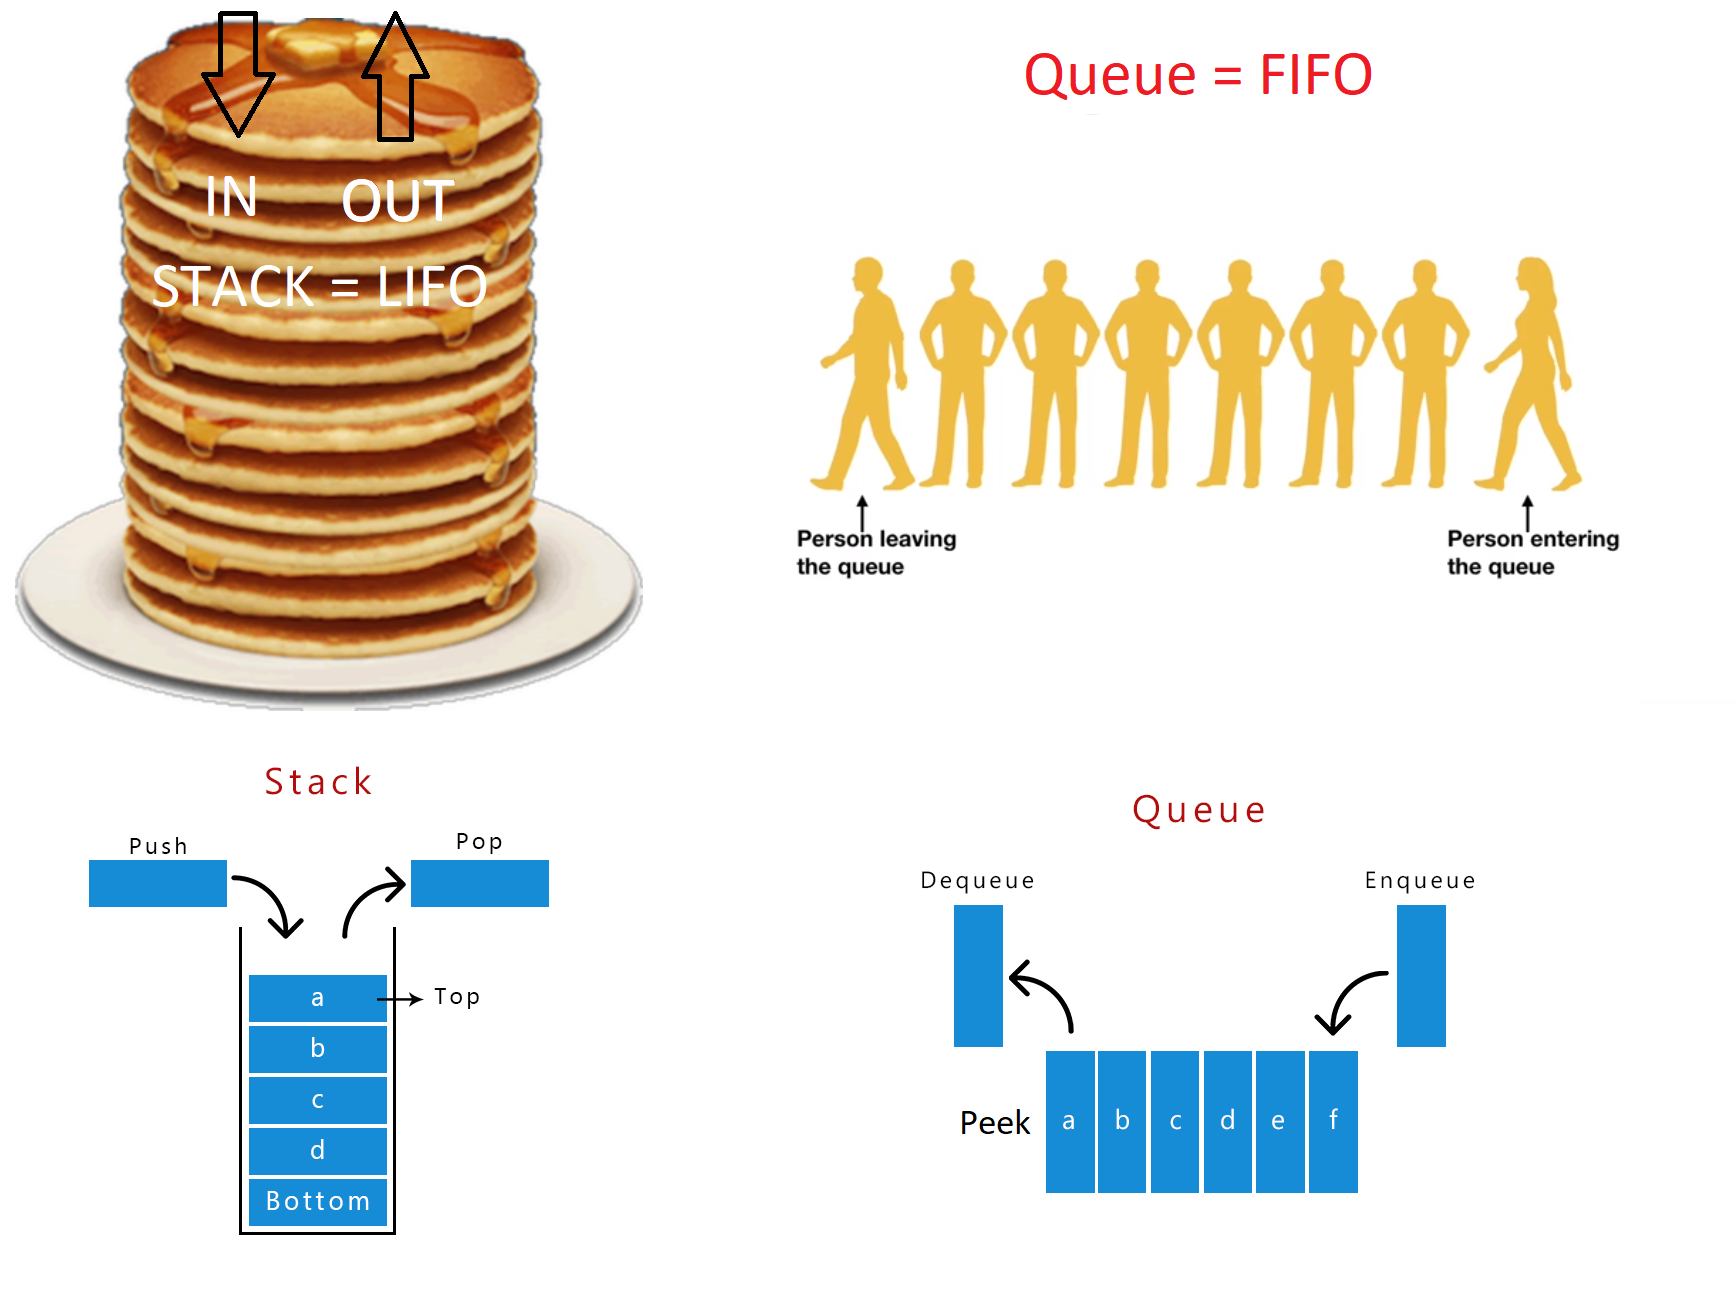 IN OUT
STACK = LIFO
Queue = FIFO
Person leaving
the queue
Person entering
the queue
Stack
Push
Pop
a
Top
b
c
d
Bottom
Queue
Dequeue
Enqueue
Peek
a b c d e f